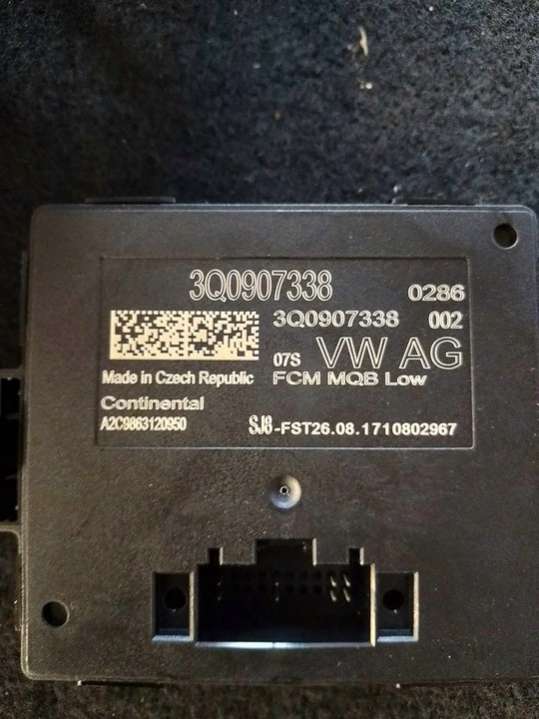 3Q0907338 0286
3Q0907338 002
07S VW AG
Made in Czech Republic FCM MQB Low
Continental
A2C9863120950 SJ8-FST26.08.1710802967